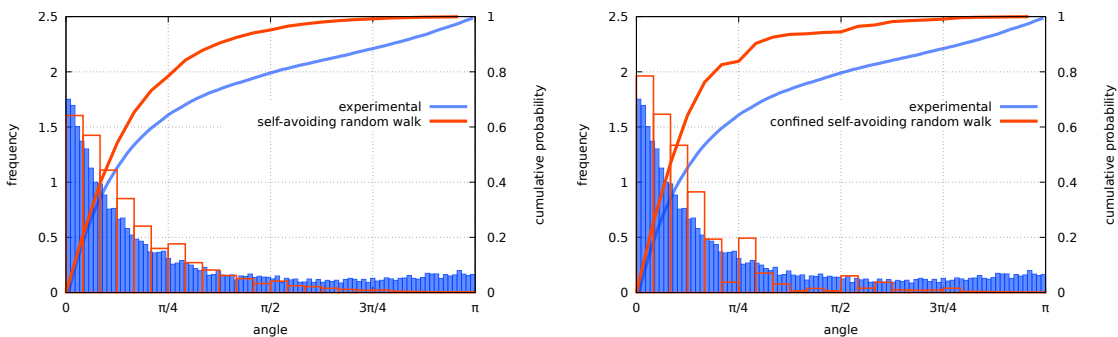 2.5
2
1.5
1
0.5
0
frequency
0
π/4
π/2
3π/4
π
angle
1
0.8
0.6
0.4
0.2
0
cumulative probability
experimental
self-avoiding random walk
2.5
2
1.5
1
0.5
0
frequency
0
π/4
π/2
3π/4
π
angle
1
0.8
0.6
0.4
0.2
0
cumulative probability
experimental
confined self-avoiding random walk